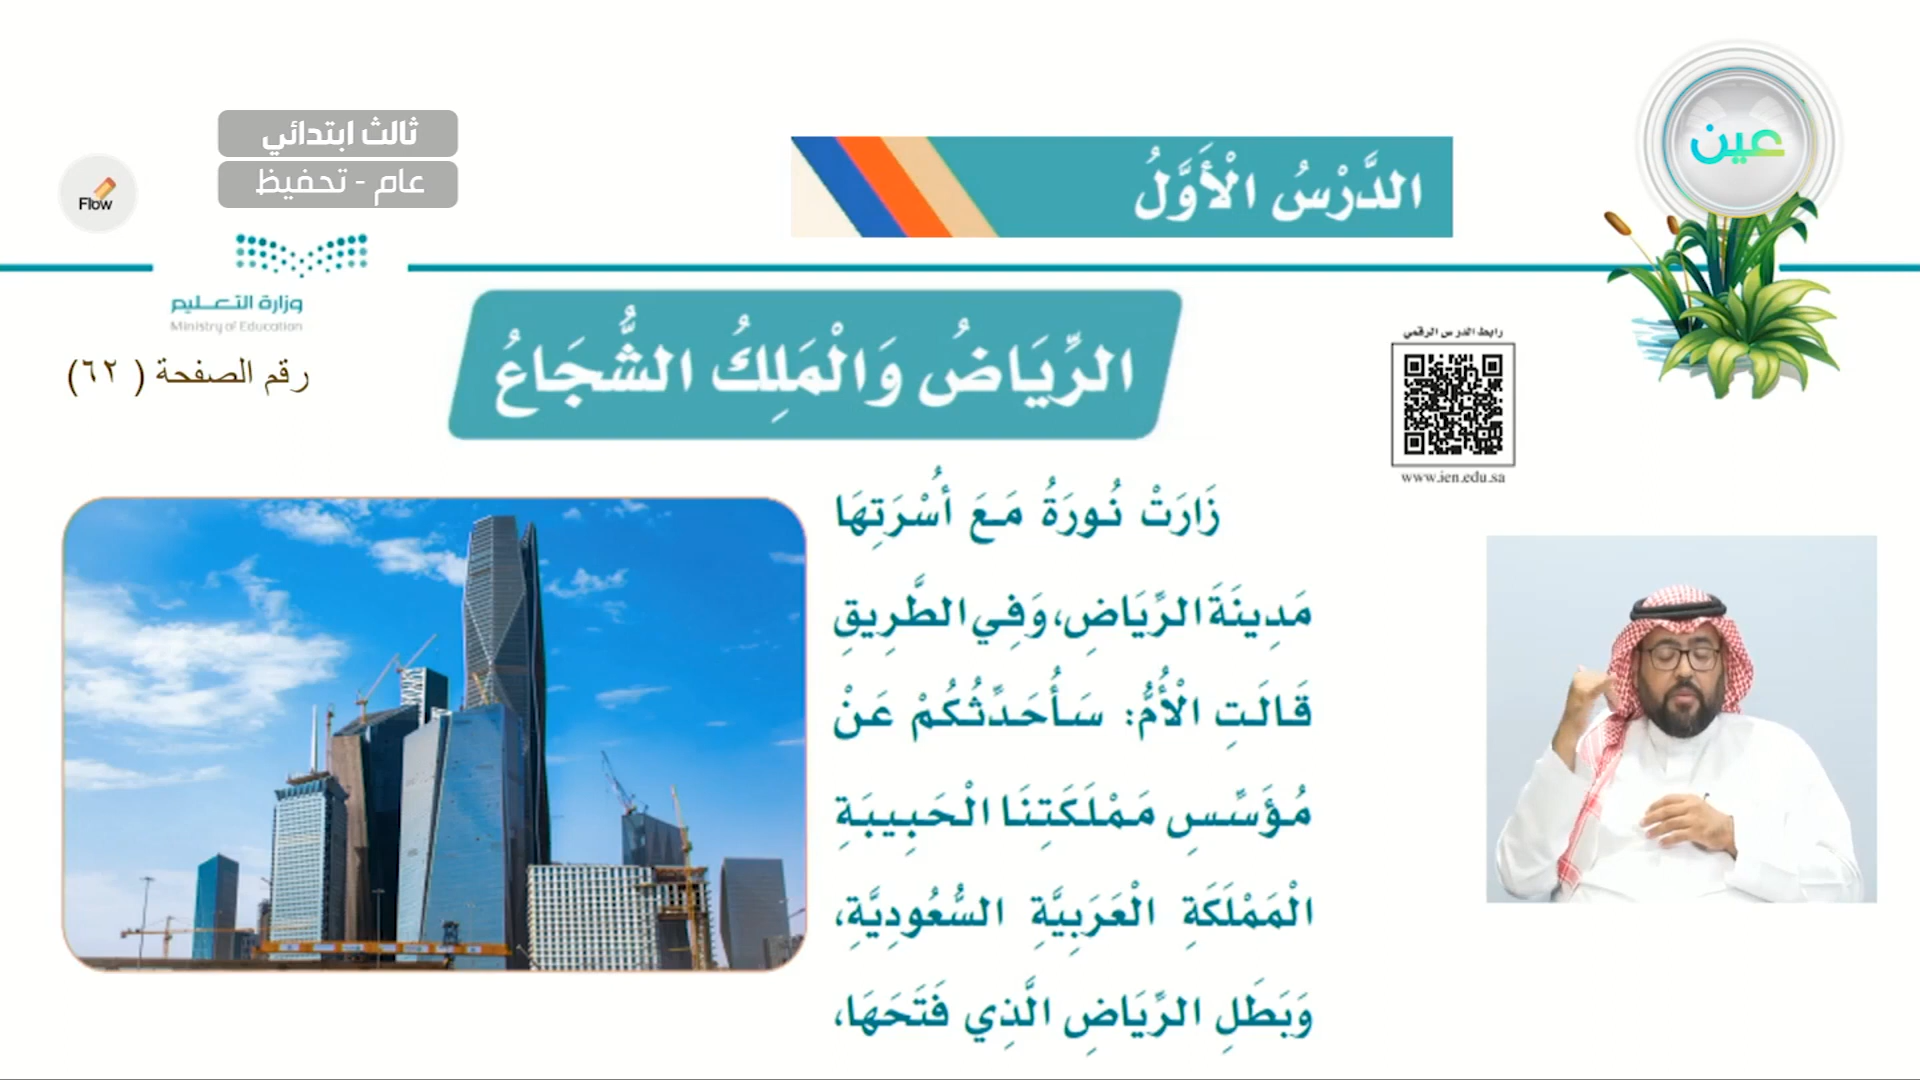 عين
ثالث ابتدائي
عام - تحفيظ
Flow
الدَّرْسُ الْأَوَّلُ
وزارة التعليم
Ministry of Education
رقم الصفحة ( ٦٢)
الرِّيَاضُ وَالْمَلِكُ الشُّجَاعُ
رابط الدرس الرقمي
www.ien.edu.sa
زَارَتْ نُورَةُ مَعَ أُسْرَتِهَا
مَدِينَةَ الرِّيَاضِ، وَفِي الطَّرِيقِ
قَالَتِ الْأُمُّ: سَأُحَدِّثُكُمْ عَنْ
مُؤَسِّسِ مَمْلَكَتِنَا الْحَبِيبَةِ
الْمَمْلَكَةِ الْعَرَبِيَّةِ السُّعُودِيَّةِ،
وَبَطَلِ الرِّيَاضِ الَّذِي فَتَحَهَا،